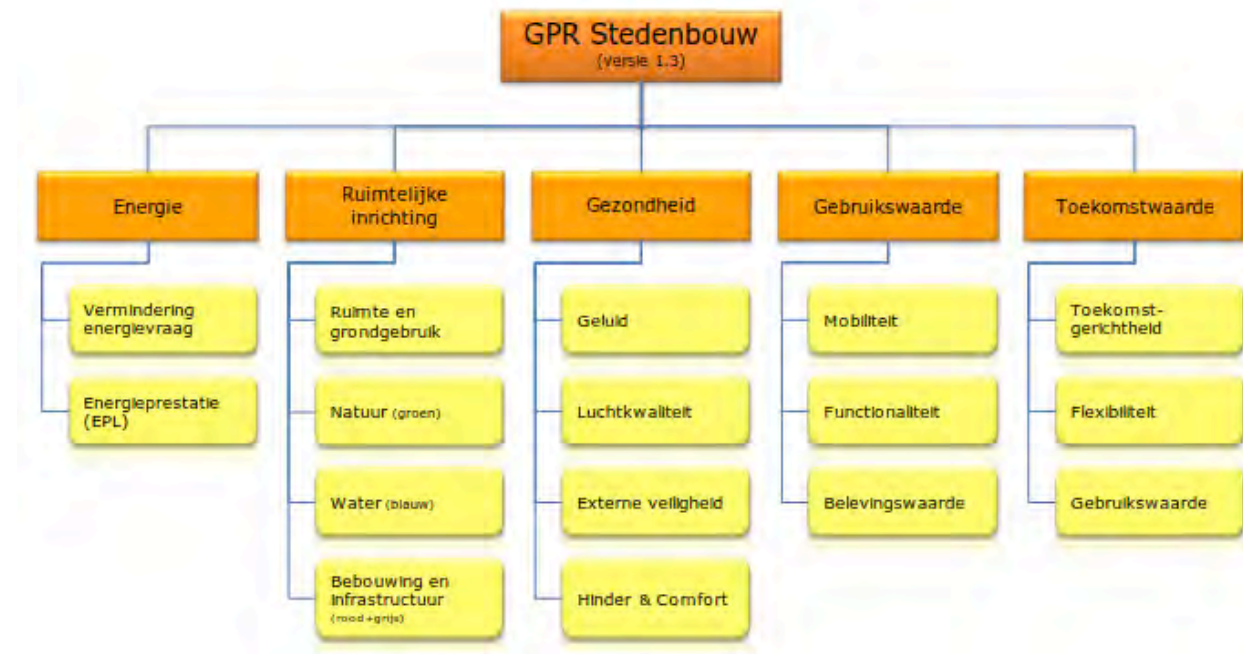 GPR Stedenbouw
(versie 1.3)
Energie
Ruimtelijke
inrichting
Gezondheid
Gebruikswaarde
Toekomstwaarde
Vermindering
energievraag
Energieprestatie
(EPL)
Ruimte en
grondgebruik
Natuur (groen)
Water (blauw)
Bebouwing en
infrastructuur
(rood+grijs)
Geluid
Luchtkwaliteit
Externe veiligheid
Hinder & Comfort
Mobiliteit
Functionaliteit
Belevingswaarde
Toekomst-
gerichtheid
Flexibiliteit
Gebruikswaarde